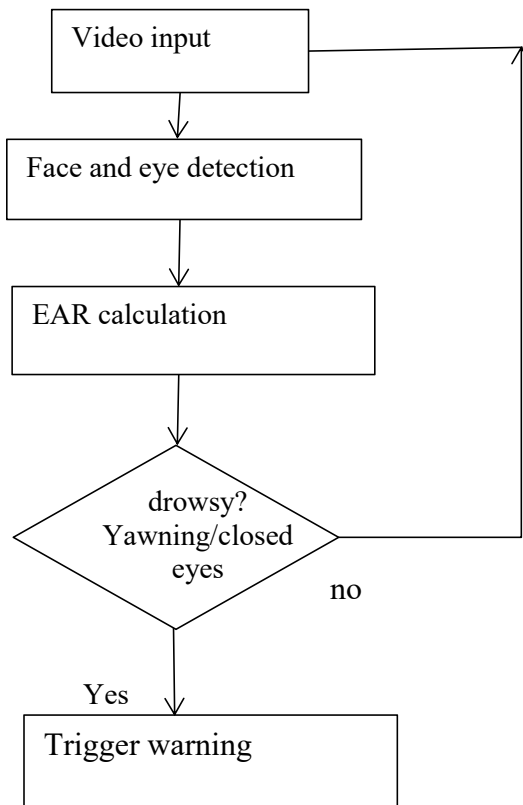 Video input
Face and eye detection
EAR calculation
drowsy?
Yawning/closed
eyes
no
Yes
Trigger warning